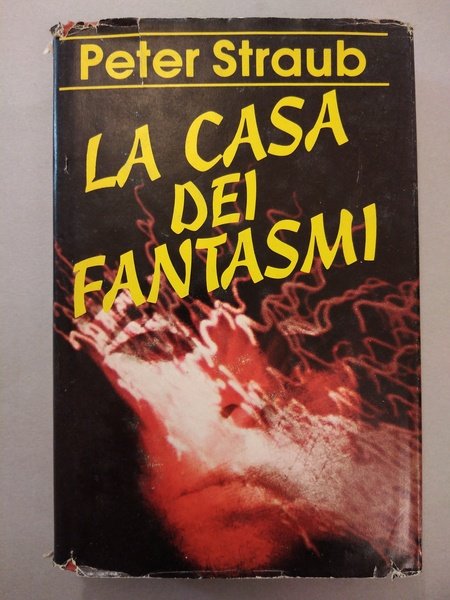 Peter Straub
LA CASA
DEI
FANTASMI